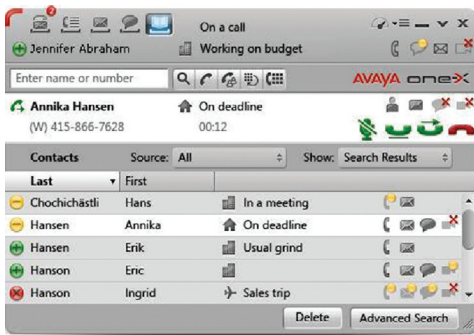 2
On a call
Jennifer Abraham Working on budget
Enter name or number AVAYA one-X
Annika Hansen On deadline
(W) 415-866-7628 00:12
Contacts Source: All Show: Search Results
Last First
Chochichästli Hans In a meeting
Hansen Annika On deadline
Hansen Erik Usual grind
Hanson Eric
Hanson Ingrid Sales trip
Delete Advanced Search